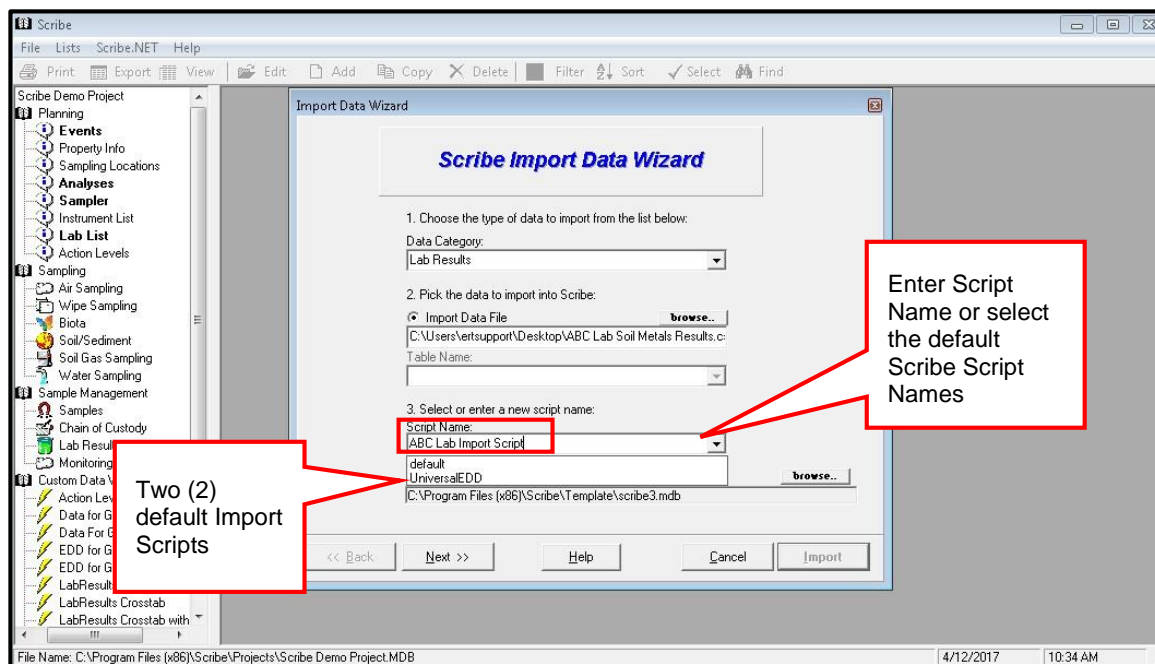 Scribe
File Lists Scribe.NET Help
Print Export View Edit Add Copy Delete Filter Sort Select Find
Scribe Demo Project
Planning
Events
Property Info
Sampling Locations
Analyses
Sampler
Instrument List
Lab List
Action Levels
Sampling
Air Sampling
Wipe Sampling
Biota
Soil/Sediment
Soil Gas Sampling
Water Sampling
Sample Management
Samples
Chain of Custody
Lab Resul
Monitoring
Custom Data V
Action Lev
Data for G
Data For G
EDD for G
EDD for G
LabResults
LabResults Crosstab
LabResults Crosstab with
Import Data Wizard
Scribe Import Data Wizard
1. Choose the type of data to import from the list below:
Data Category:
Lab Results
2. Pick the data to import into Scribe:
Import Data File browse..
C:\Users\ertsupport\Desktop\ABC Lab Soil Metals Results.c
Table Name:
3. Select or enter a new script name:
Script Name:
ABC Lab Import Script
default
UniversalEDD
browse..
C:\Program Files (x86)\Scribe\Template\scribe3.mdb
<< Back Next >> Help Cancel Import
Enter Script
Name or select
the default
Scribe Script
Names
Two (2)
default Import
Scripts
File Name: C:\Program Files (x86)\Scribe\Projects\Scribe Demo Project.MDB 4/12/2017 10:34 AM